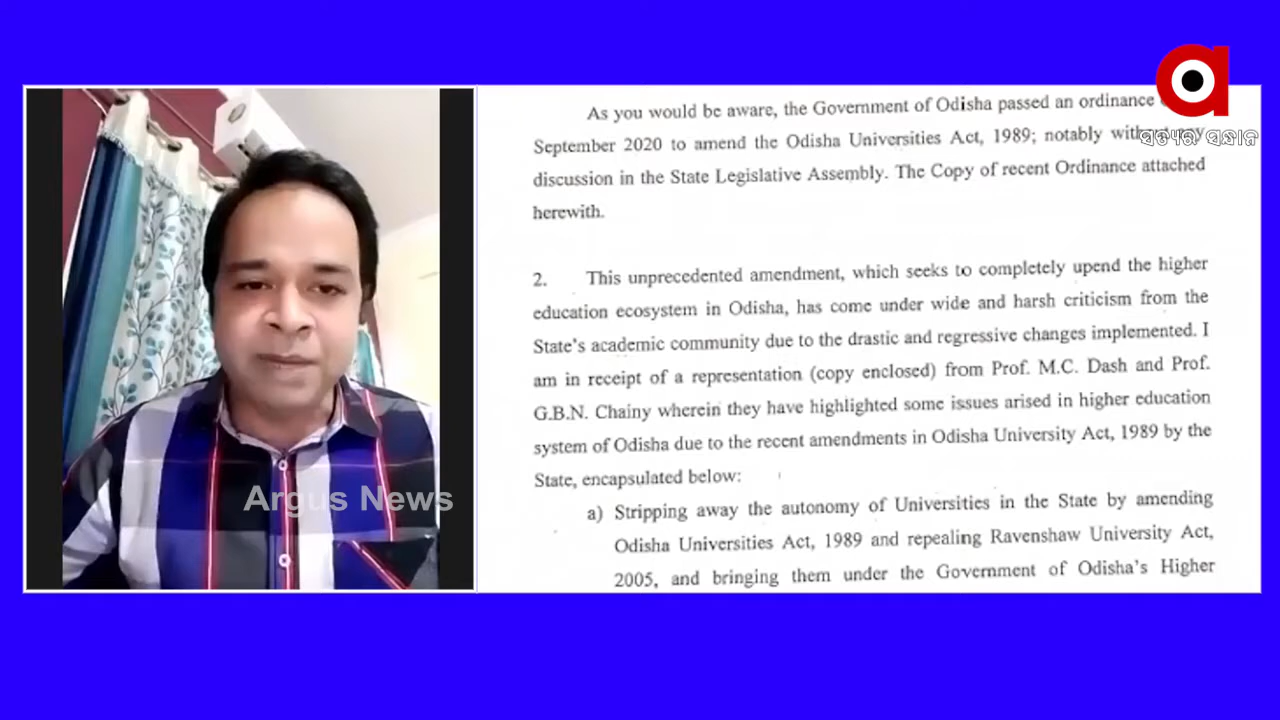 As you would be aware, the Government of Odisha passed an ordinance
September 2020 to amend the Odisha Universities Act, 1989; notably
discussion in the State Legislative Assembly. The Copy of recent Ordinance attached
herewith.
2. This unprecedented amendment, which seeks to completely upend the higher
education ecosystem in Odisha, has come under wide and harsh criticism from the
State's academic community due to the drastic and regressive changes implemented. I
am in receipt of a representation (copy enclosed) from Prof. M.C. Dash and Prof.
G.B.N. Chainy wherein they have highlighted some issues arised in higher education
system of Odisha due to the recent amendments in Odisha University Act, 1989 by the
State, encapsulated below:
a) Stripping away the autonomy of Universities in the State by amending
Odisha Universities Act, 1989 and repealing Ravenshaw University Act,
2005, and bringing them under the Government of Odisha's Higher
Argus News